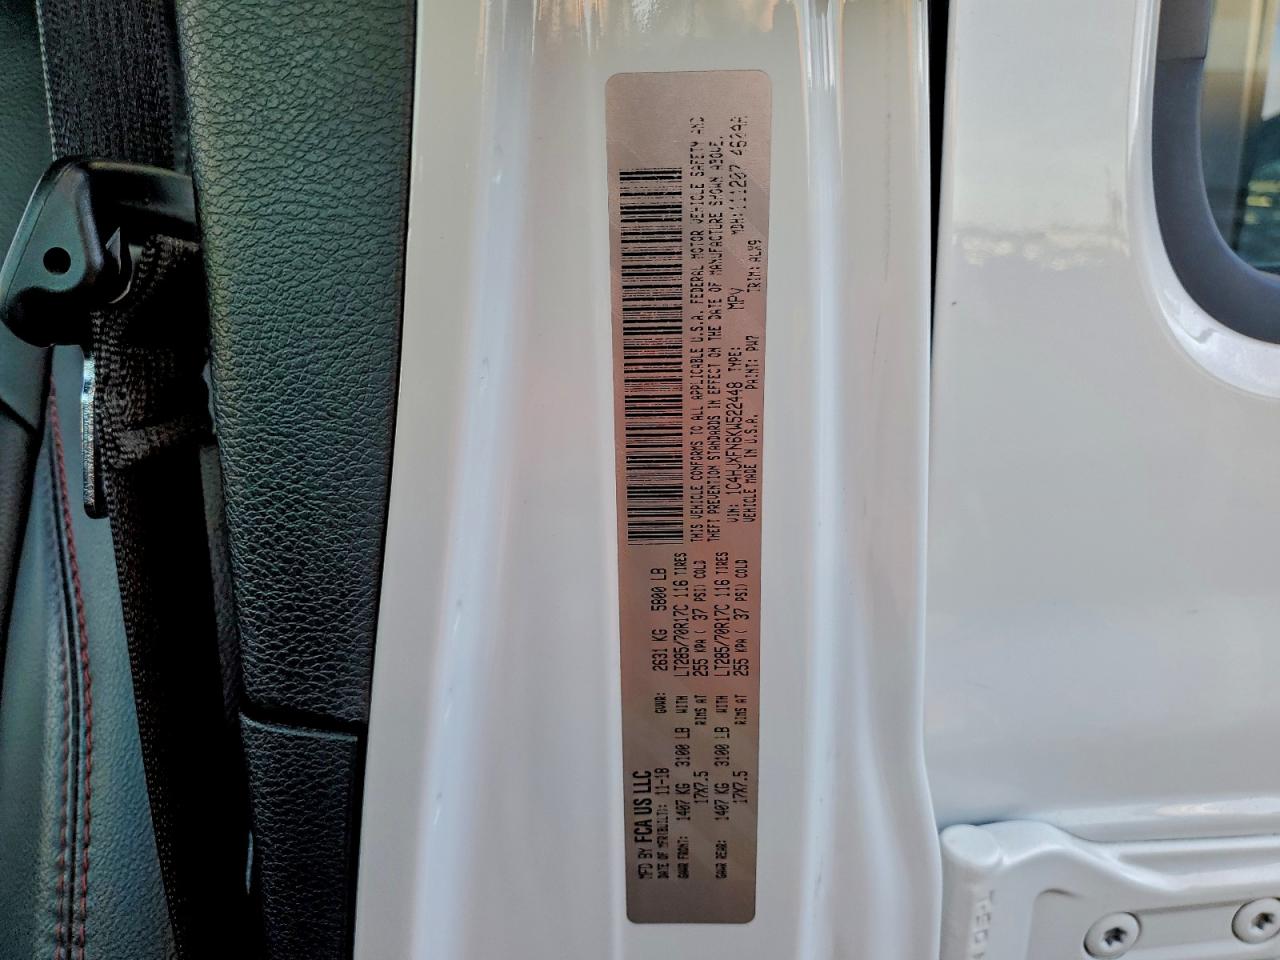 MFD BY FCA US LLC
DATE OF MFR(BUILT): 11-18 GVWR: 2631 KG 5800 LB
GAWR FRONT: 1407 KG 3100 LB WITH LT285/70R17C 116 TIRES
17X7.5 RIMS AT 255 KPA ( 37 PSI) COLD
GAWR REAR: 1407 KG 3100 LB WITH LT285/70R17C 116 TIRES
17X7.5 RIMS AT 255 KPA ( 37 PSI) COLD
THIS VEHICLE CONFORMS TO ALL APPLICABLE U.S.A. FEDERAL MOTOR VEHICLE SAFETY AND
THEFT PREVENTION STANDARDS IN EFFECT ON THE DATE OF MANUFACTURE SHOWN ABOVE.
VIN: 1C4HJXFN6KW522448 TYPE: MPV MDH: 111207
VEHICLE MADE IN U.S.A. PAINT: PW7 TRIM: ALX9